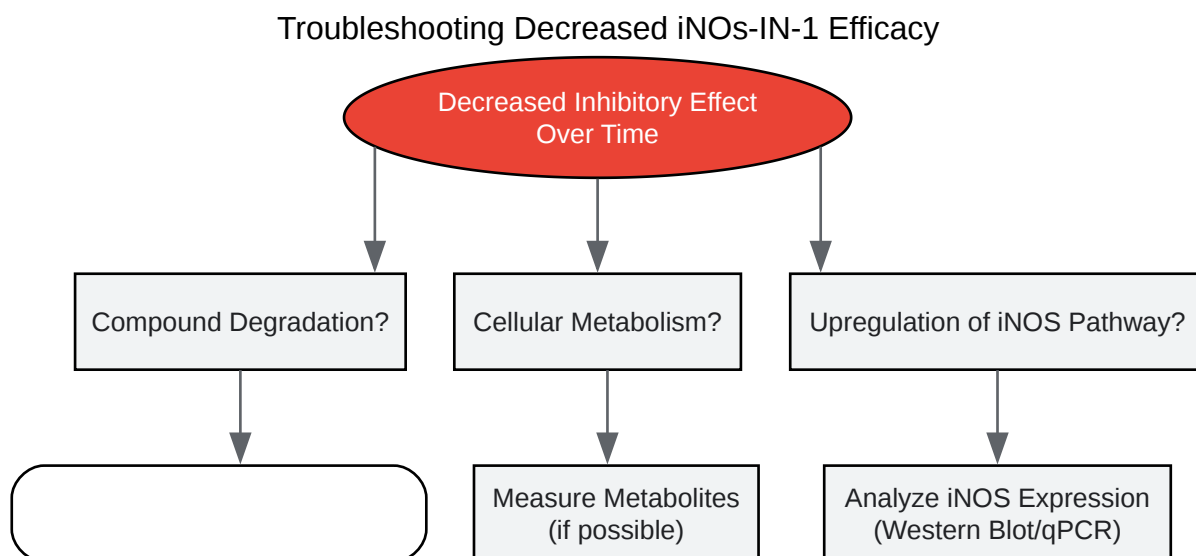 Troubleshooting Decreased iNOs-IN-1 Efficacy
Decreased Inhibitory Effect
Over Time
Compound Degradation?
Cellular Metabolism?
Upregulation of iNOS Pathway?
Measure Metabolites
(if possible)
Analyze iNOS Expression
(Western Blot/qPCR)